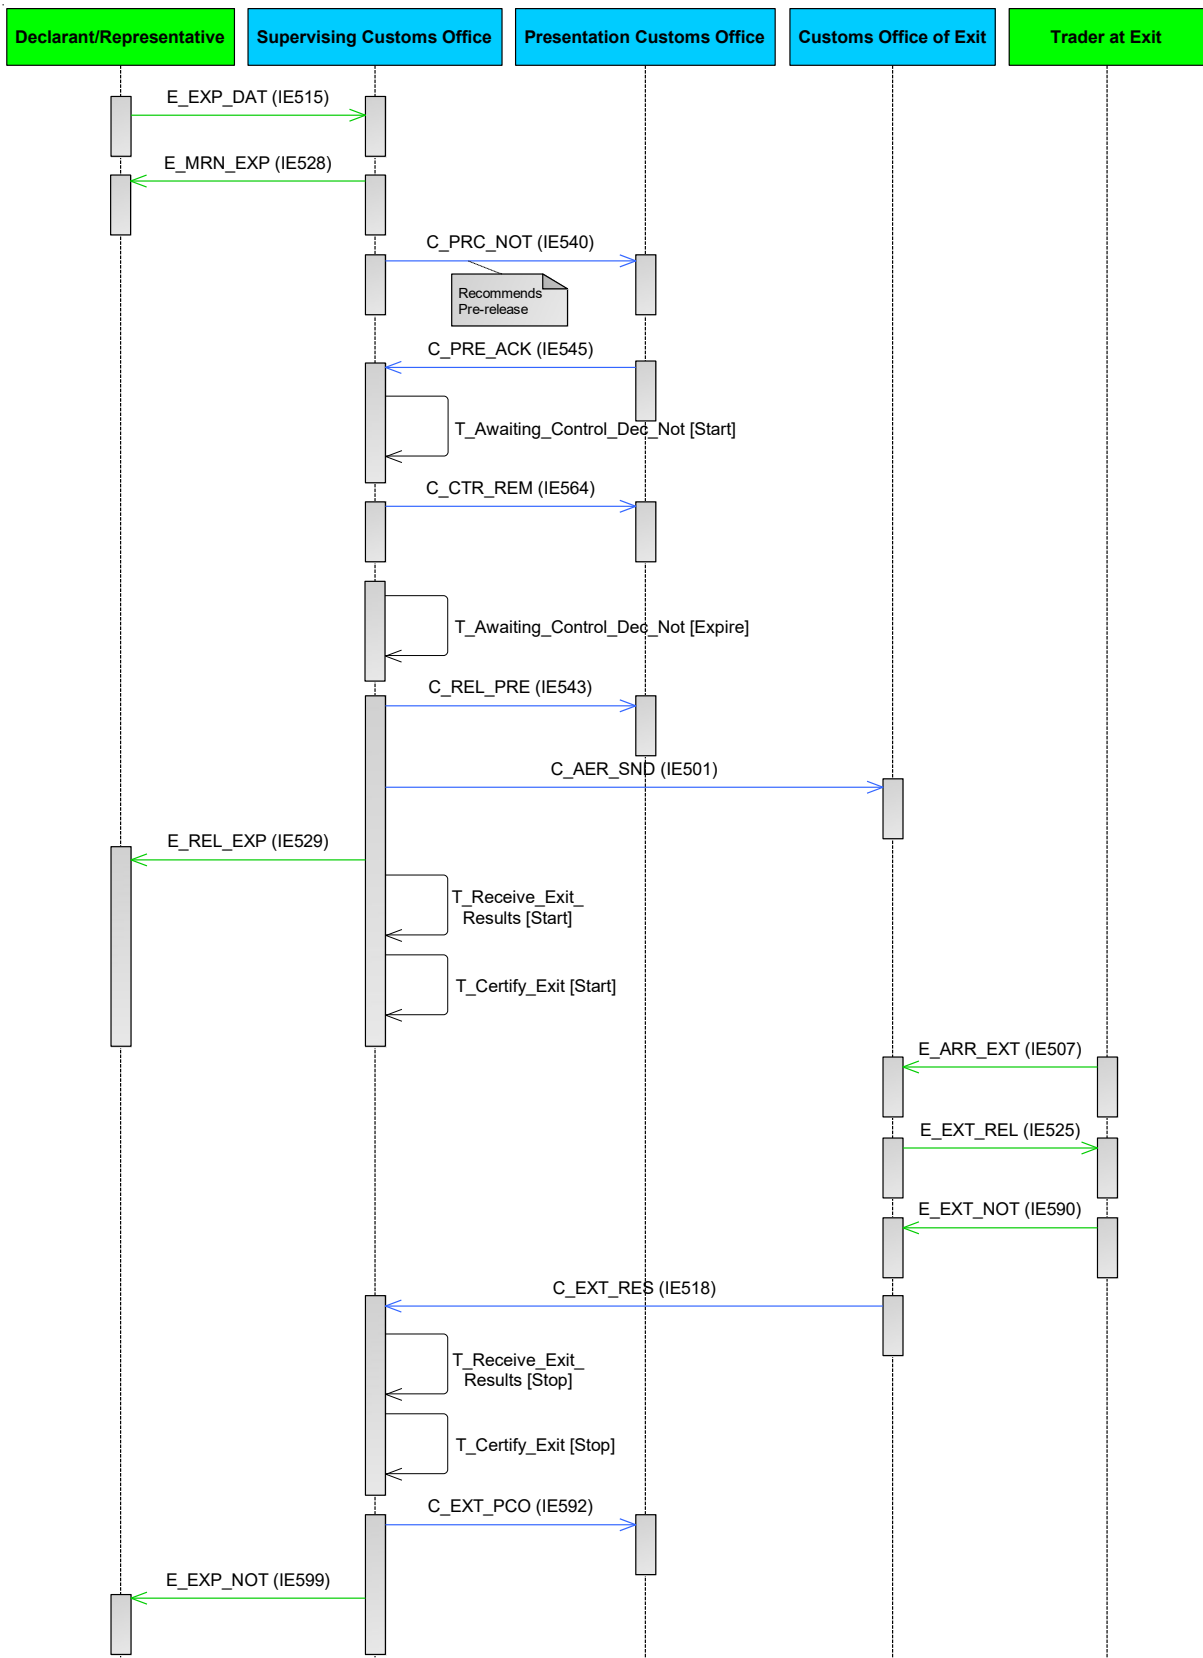 Declarant/Representative
Supervising Customs Office
Presentation Customs Office
Customs Office of Exit
Trader at Exit
E_EXP_DAT (IE515)
E_MRN_EXP (IE528)
C_PRC_NOT (IE540)
Recommends
Pre-release
C_PRE_ACK (IE545)
T_Awaiting_Control_Dec_Not [Start]
C_CTR_REM (IE564)
T_Awaiting_Control_Dec_Not [Expire]
C_REL_PRE (IE543)
C_AER_SND (IE501)
E_REL_EXP (IE529)
T_Receive_Exit_
Results [Start]
T_Certify_Exit [Start]
E_ARR_EXT (IE507)
E_EXT_REL (IE525)
E_EXT_NOT (IE590)
C_EXT_RES (IE518)
T_Receive_Exit_
Results [Stop]
T_Certify_Exit [Stop]
C_EXT_PCO (IE592)
E_EXP_NOT (IE599)